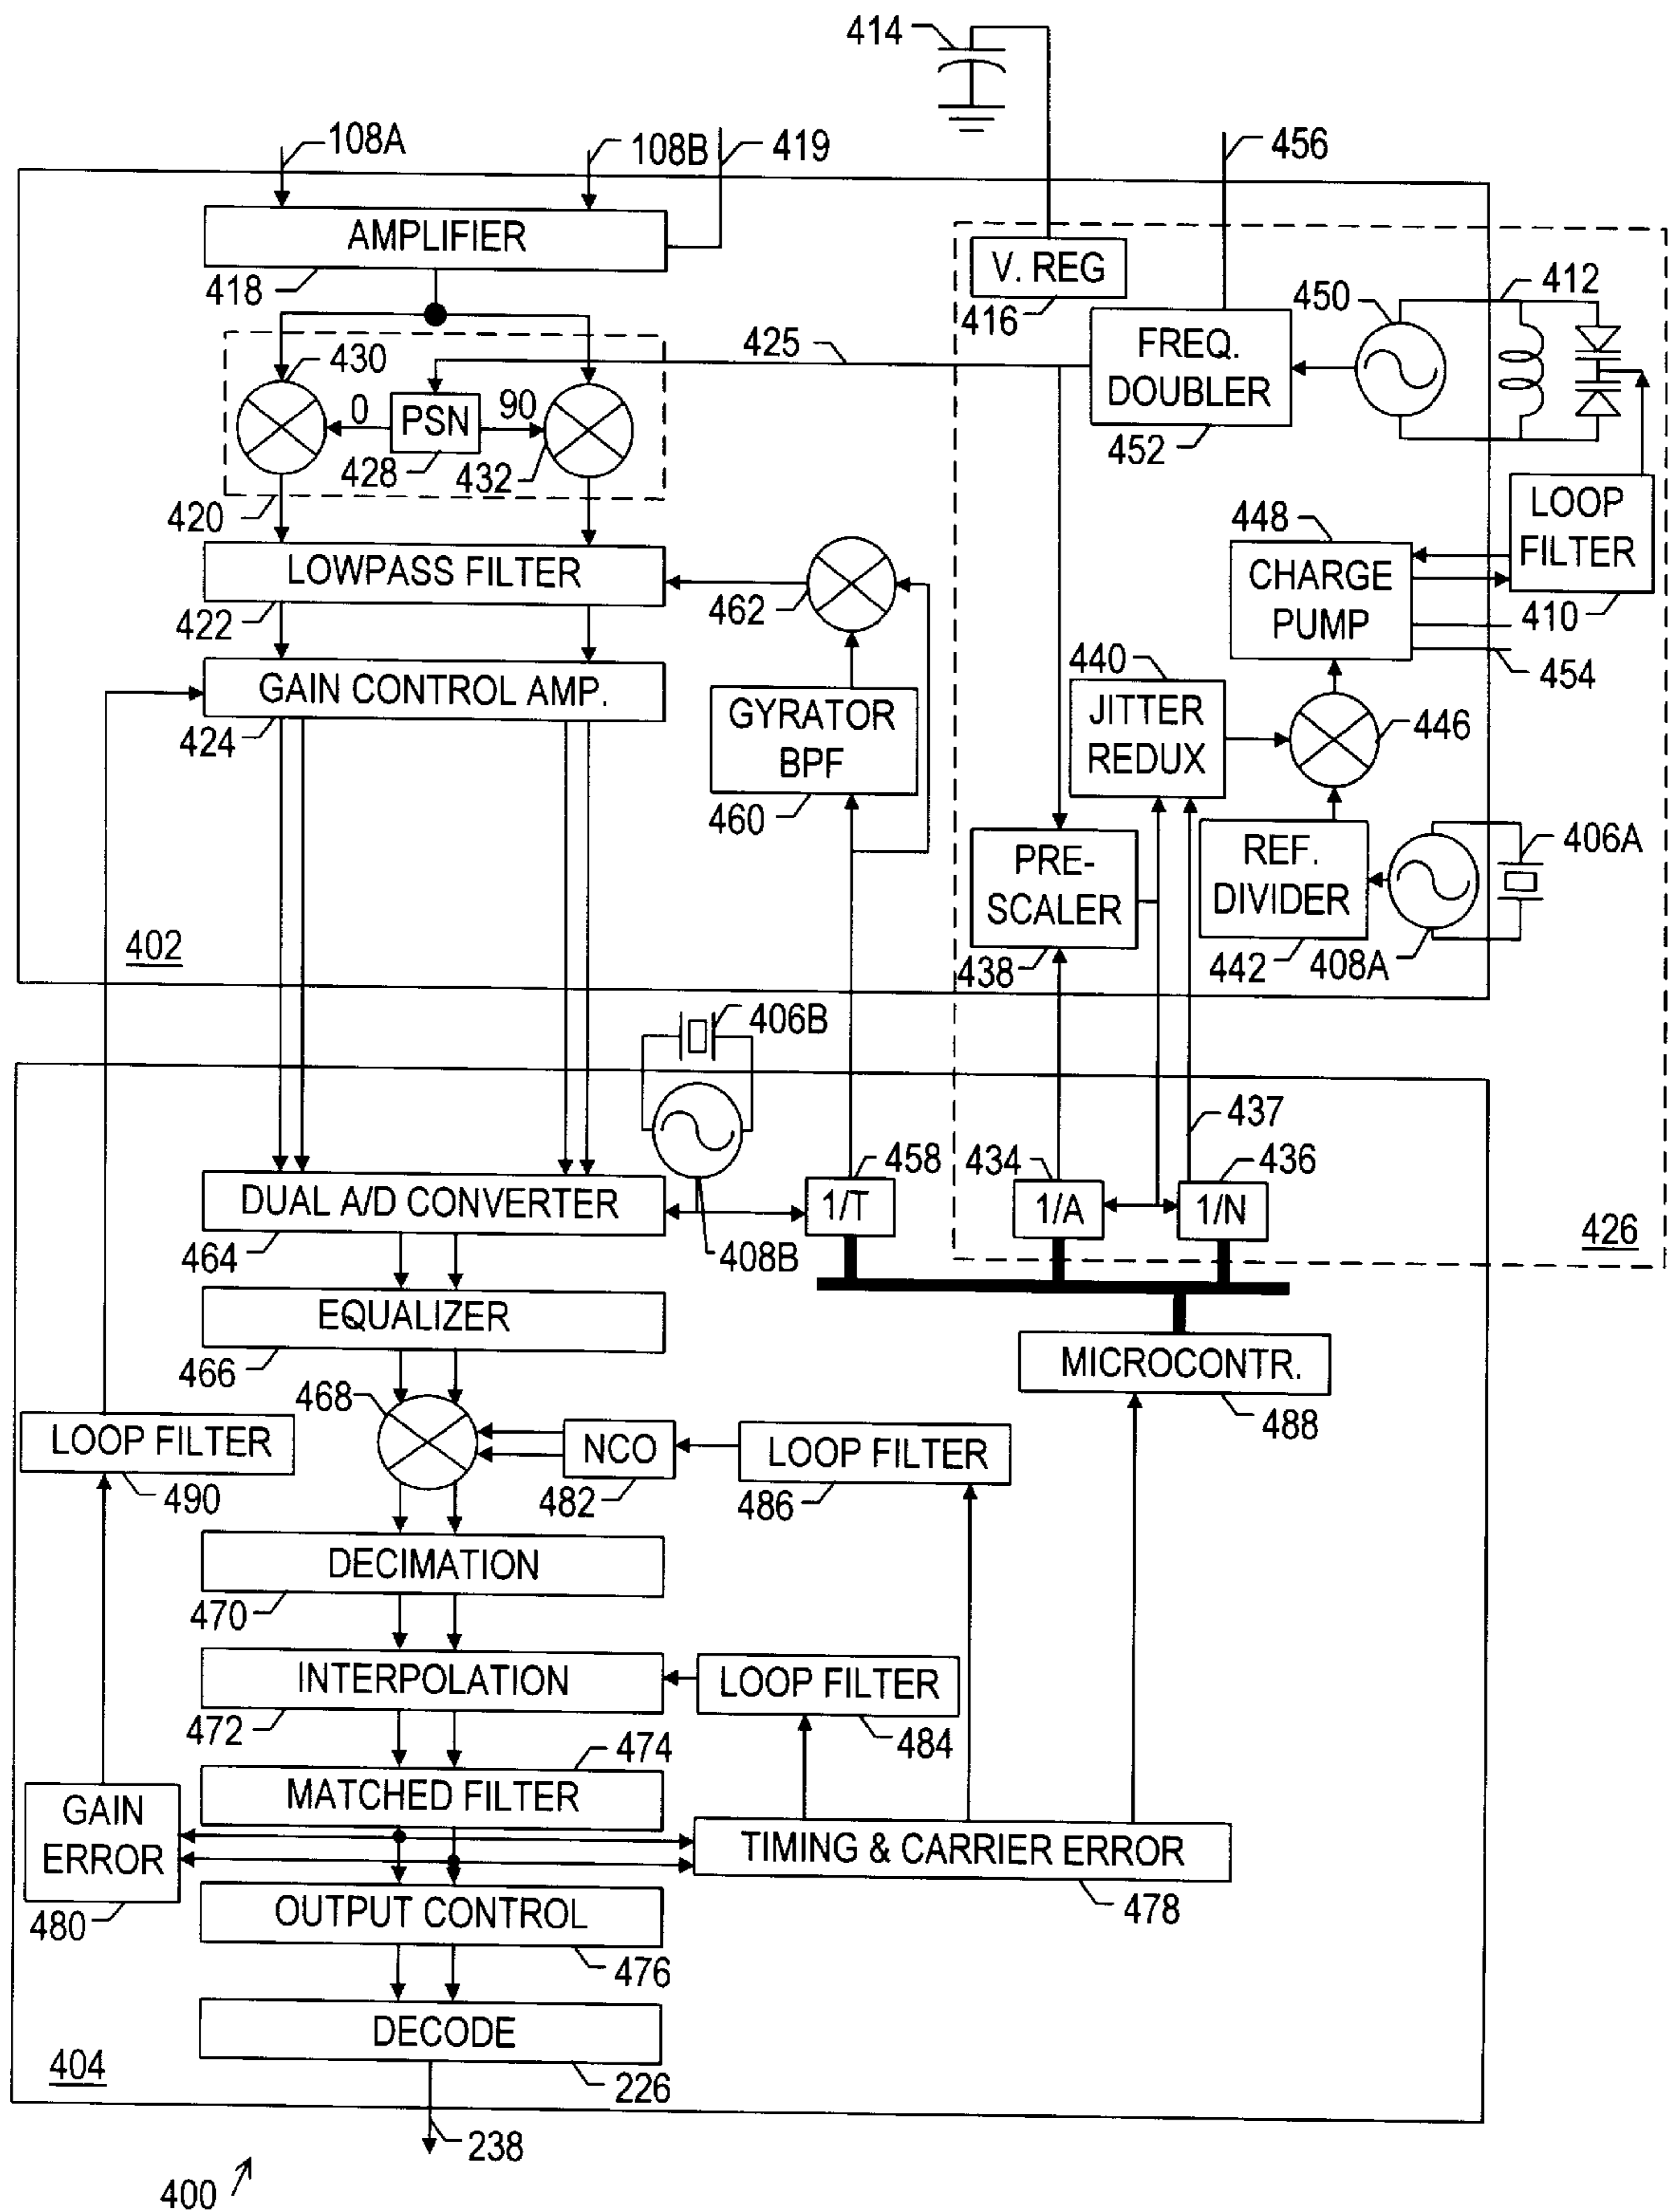 414
108A
108B
419
456
AMPLIFIER
418
V. REG
416
450
412
430
425
FREQ.
DOUBLER
0
PSN
90
428
432
452
420
LOOP
FILTER
448
LOWPASS FILTER
462
CHARGE
PUMP
422
410
440
454
GAIN CONTROL AMP.
424
GYRATOR
BPF
JITTER
REDUX
446
460
406A
PRE-
SCALER
REF.
DIVIDER
402
438
442
408A
406B
437
458
434
436
DUAL A/D CONVERTER
1/T
1/A
1/N
464
408B
426
EQUALIZER
466
MICROCONTR.
468
488
LOOP FILTER
NCO
LOOP FILTER
490
482
486
DECIMATION
470
INTERPOLATION
LOOP FILTER
472
474
484
MATCHED FILTER
GAIN
ERROR
TIMING & CARRIER ERROR
480
OUTPUT CONTROL
478
476
DECODE
404
226
238
400